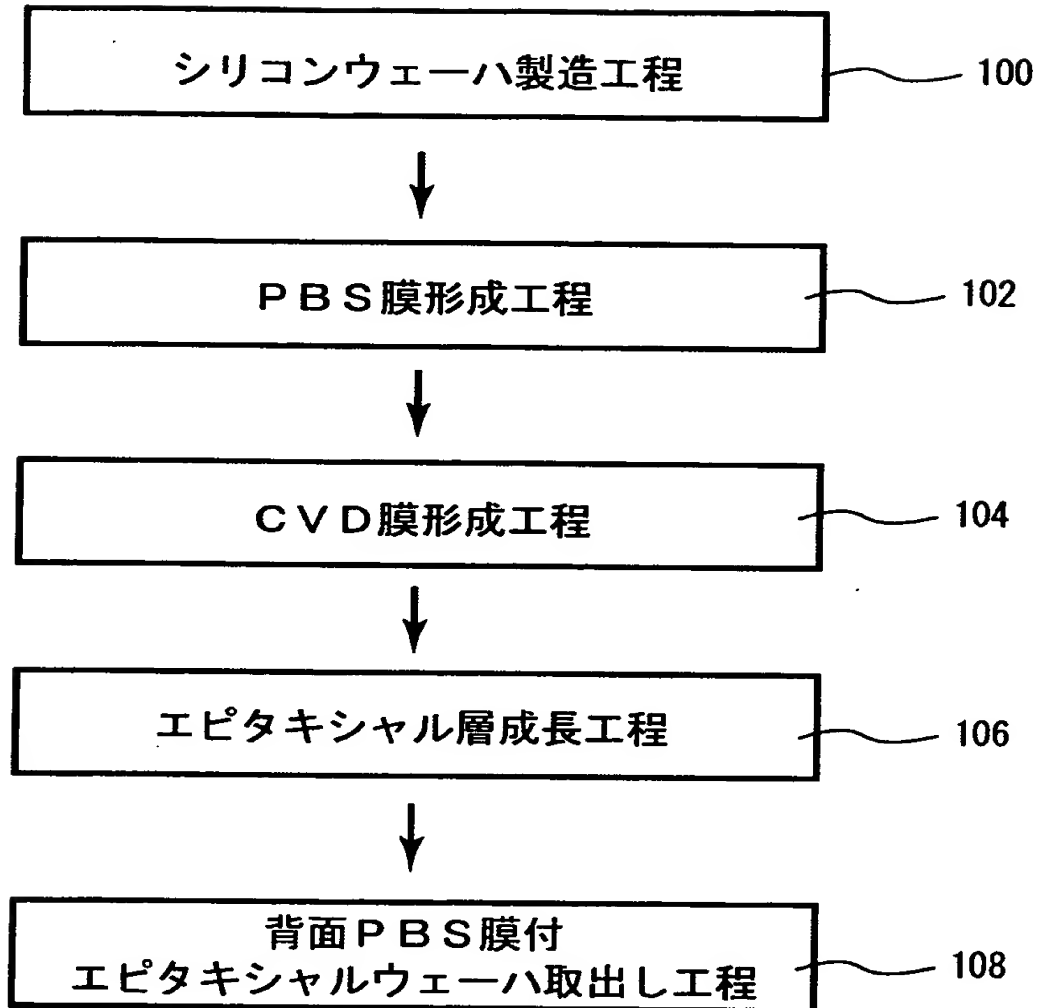 シリコンウェーハ製造工程
100
ＰＢＳ膜形成工程
102
ＣＶＤ膜形成工程
104
エピタキシャル層成長工程
106
背面ＰＢＳ膜付
エピタキシャルウェーハ取出し工程
108